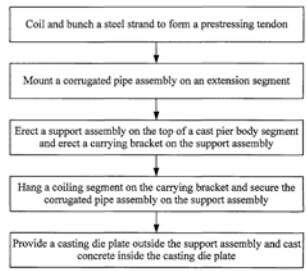 Coil and bunch a steel strand to form a prestressing tendon
Mount a corrugated pipe assembly on an extension segment
Erect a support assembly on the top of a cast pier body segment
and erect a carrying bracket on the support assembly
Hang a coiling segment on the carrying bracket and secure the
corrugated pipe assembly on the support assembly
Provide a casting die plate outside the support assembly and cast
concrete inside the casting die plate